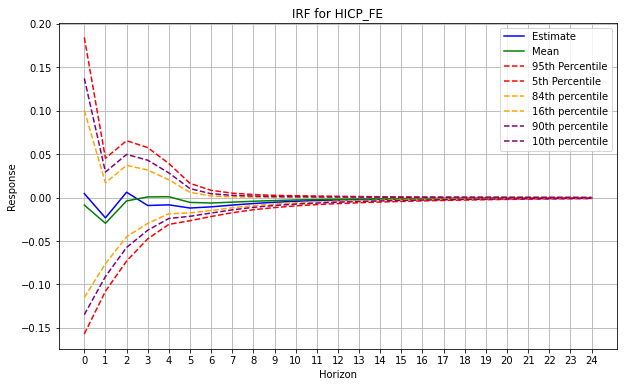 IRF for HICP_FE
Response
0.20
0.15
0.10
0.05
0.00
−0.05
−0.10
−0.15
Estimate
Mean
95th Percentile
5th Percentile
84th percentile
16th percentile
90th percentile
10th percentile
0 1 2 3 4 5 6 7 8 9 10 11 12 13 14 15 16 17 18 19 20 21 22 23 24
Horizon